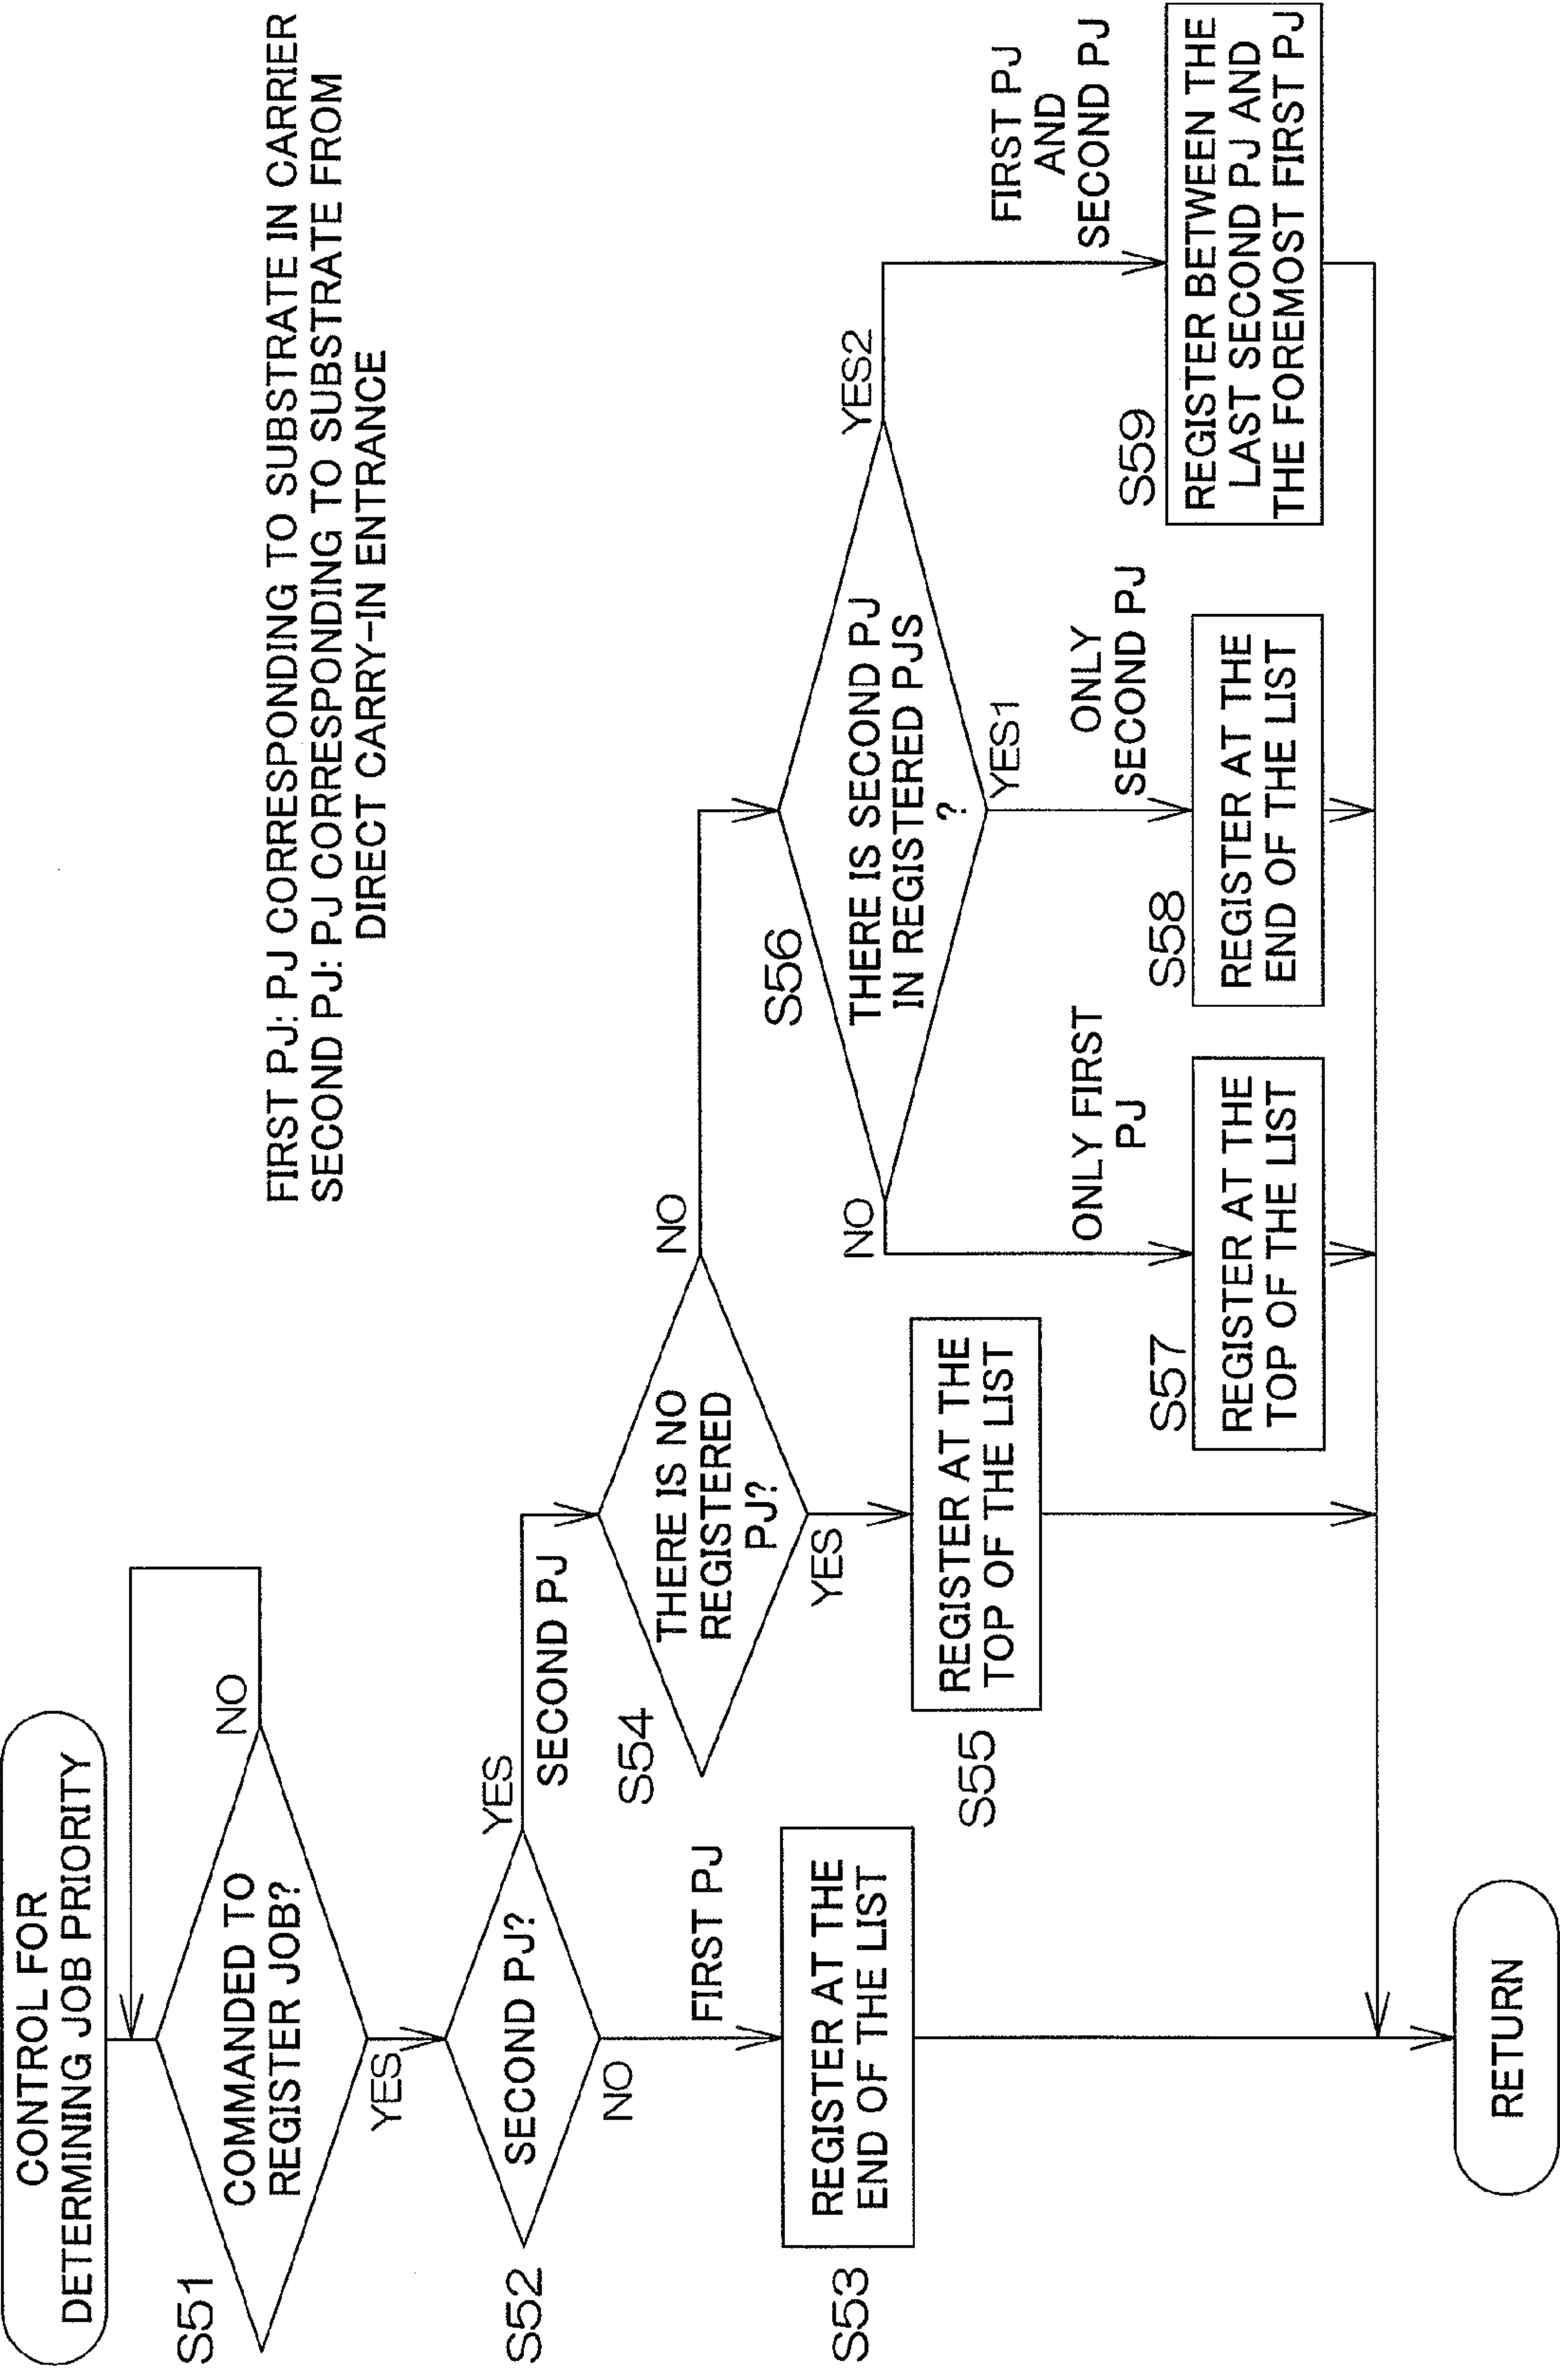 CONTROL FOR
DETERMINING JOB PRIORITY
FIRST PJ: PJ CORRESPONDING TO SUBSTRATE IN CARRIER
SECOND PJ: PJ CORRESPONDING TO SUBSTRATE FROM
DIRECT CARRY-IN ENTRANCE
S51
COMMANDED TO
REGISTER JOB?
NO
YES
S52
SECOND PJ?
YES
SECOND PJ
NO
FIRST PJ
S53
REGISTER AT THE
END OF THE LIST
S54
THERE IS NO
REGISTERED
PJ?
NO
YES
S55
REGISTER AT THE
TOP OF THE LIST
S56
THERE IS SECOND PJ
IN REGISTERED PJS
?
NO
ONLY FIRST
PJ
YES1
ONLY
SECOND PJ
YES2
FIRST PJ
AND
SECOND PJ
S57
REGISTER AT THE
TOP OF THE LIST
S58
REGISTER AT THE
END OF THE LIST
S59
REGISTER BETWEEN THE
LAST SECOND PJ AND
THE FOREMOST FIRST PJ
RETURN